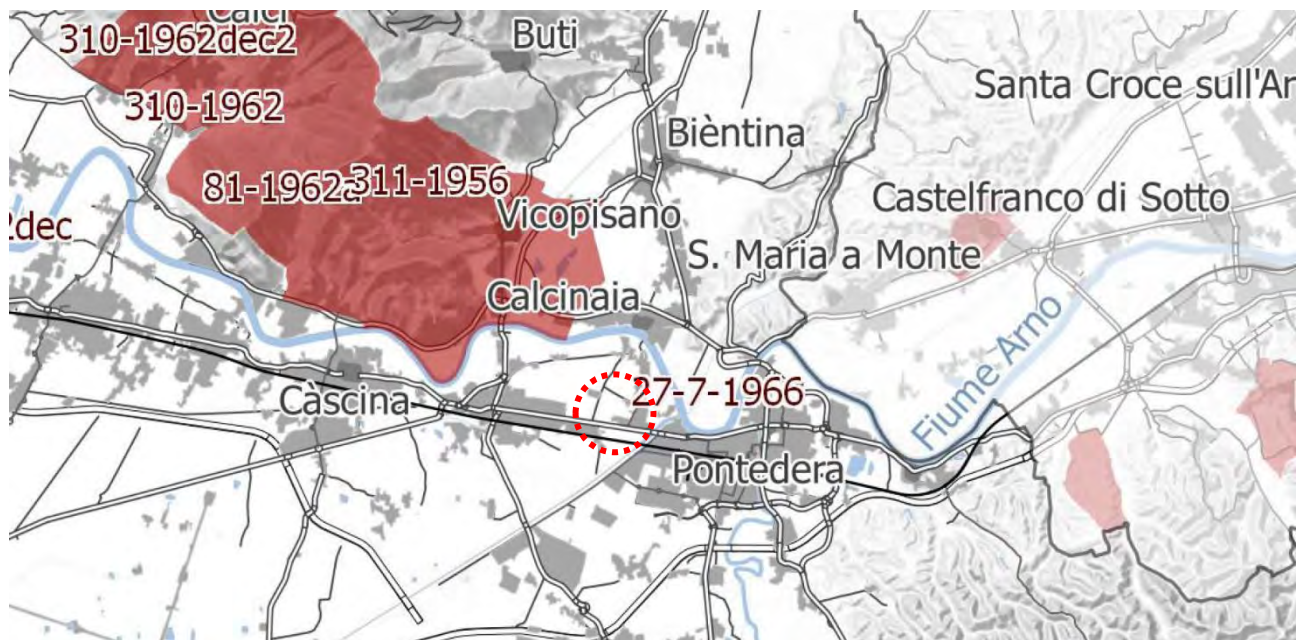 Calci
310-1962dec2
Buti
Santa Croce sull'Ar
310-1962
Bièntina
81-1962a
311-1956
Castelfranco di Sotto
Vicopisano
2dec
S. Maria a Monte
Calcinaia
Fiume Arno
27-7-1966
Càscina
Pontedera